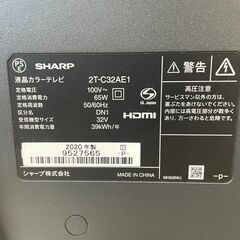 PS E
SHARP
液晶カラーテレビ 2T-C32AE1
定格電圧 100V~
定格消費電力 65W
定格周波数 50/60Hz
区分名 DN1
受信機型サイズ 32V
年間消費電力量 39kWh/年
UL Japan
HDMI
2020年製
9527565
シャープ株式会社
MADE IN CHINA
警告
高圧注意
サービスマン以外の方は、
あけないでください。
内部には高電圧部分が数多く
あり、万一さわると危険です。
-P-